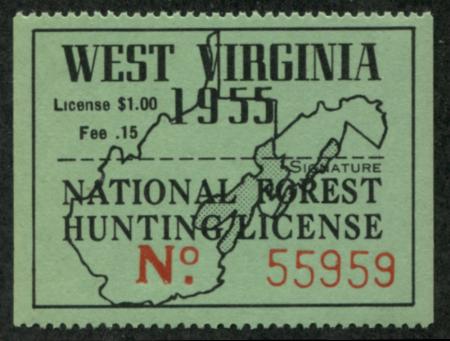 WEST VIRGINIA
License $1.00
1955
Fee .15
SIGNATURE
NATIONAL FOREST
HUNTING LICENSE
No. 55959